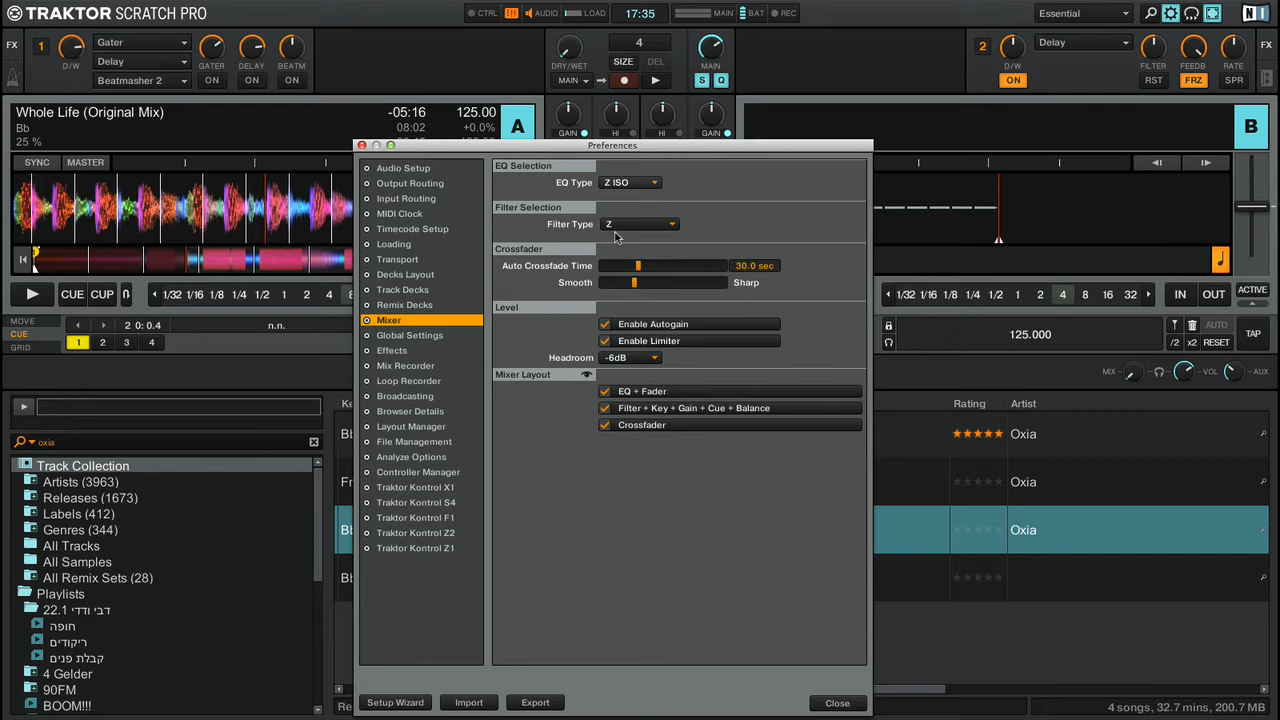 TRAKTOR SCRATCH PRO
CTRL AUDIO LOAD 17:35 MAIN BAT REC
Essential
FX
1 D/W
Gater
Delay
Beatmasher 2
GATER DELAY BEATM
ON ON ON
4
SIZE DEL
DRY/WET
MAIN
MAIN
S Q
2 D/W
ON
Delay
FILTER FEEDB RATE
RST FRZ SPR
FX
Whole Life (Original Mix)
Bb
25 %
-05:16 125.00
08:02 +0.0%
A
GAIN HI HI GAIN
B
SYNC MASTER
CUE CUP
1/32 1/16 1/8 1/4 1/2 1 2 4 8
1/32 1/16 1/8 1/4 1/2 1 2 4 8 16 32
IN OUT
ACTIVE
MOVE
CUE
GRID
2 0: 0.4
n.n.
1 2 3 4
125.000
AUTO
/2 x2 RESET
TAP
MIX VOL AUX
Preferences
Audio Setup
Output Routing
Input Routing
MIDI Clock
Timecode Setup
Loading
Transport
Decks Layout
Track Decks
Remix Decks
Mixer
Global Settings
Effects
Mix Recorder
Loop Recorder
Broadcasting
Browser Details
Layout Manager
File Management
Analyze Options
Controller Manager
Traktor Kontrol X1
Traktor Kontrol S4
Traktor Kontrol F1
Traktor Kontrol Z2
Traktor Kontrol Z1
EQ Selection
EQ Type Z ISO
Filter Selection
Filter Type Z
Crossfader
Auto Crossfade Time 30.0 sec
Smooth Sharp
Level
Enable Autogain
Enable Limiter
Headroom -6dB
Mixer Layout
EQ + Fader
Filter + Key + Gain + Cue + Balance
Crossfader
Setup Wizard Import Export Close
oxia
Track Collection
Artists (3963)
Releases (1673)
Labels (412)
Genres (344)
All Tracks
All Samples
All Remix Sets (28)
Playlists
דבי ודדי 22.1
חופה
ריקודים
קבלת פנים
4 Gelder
90FM
BOOM!!!
Rating Artist
Oxia
Oxia
4 songs, 32.7 mins, 200.7 MB